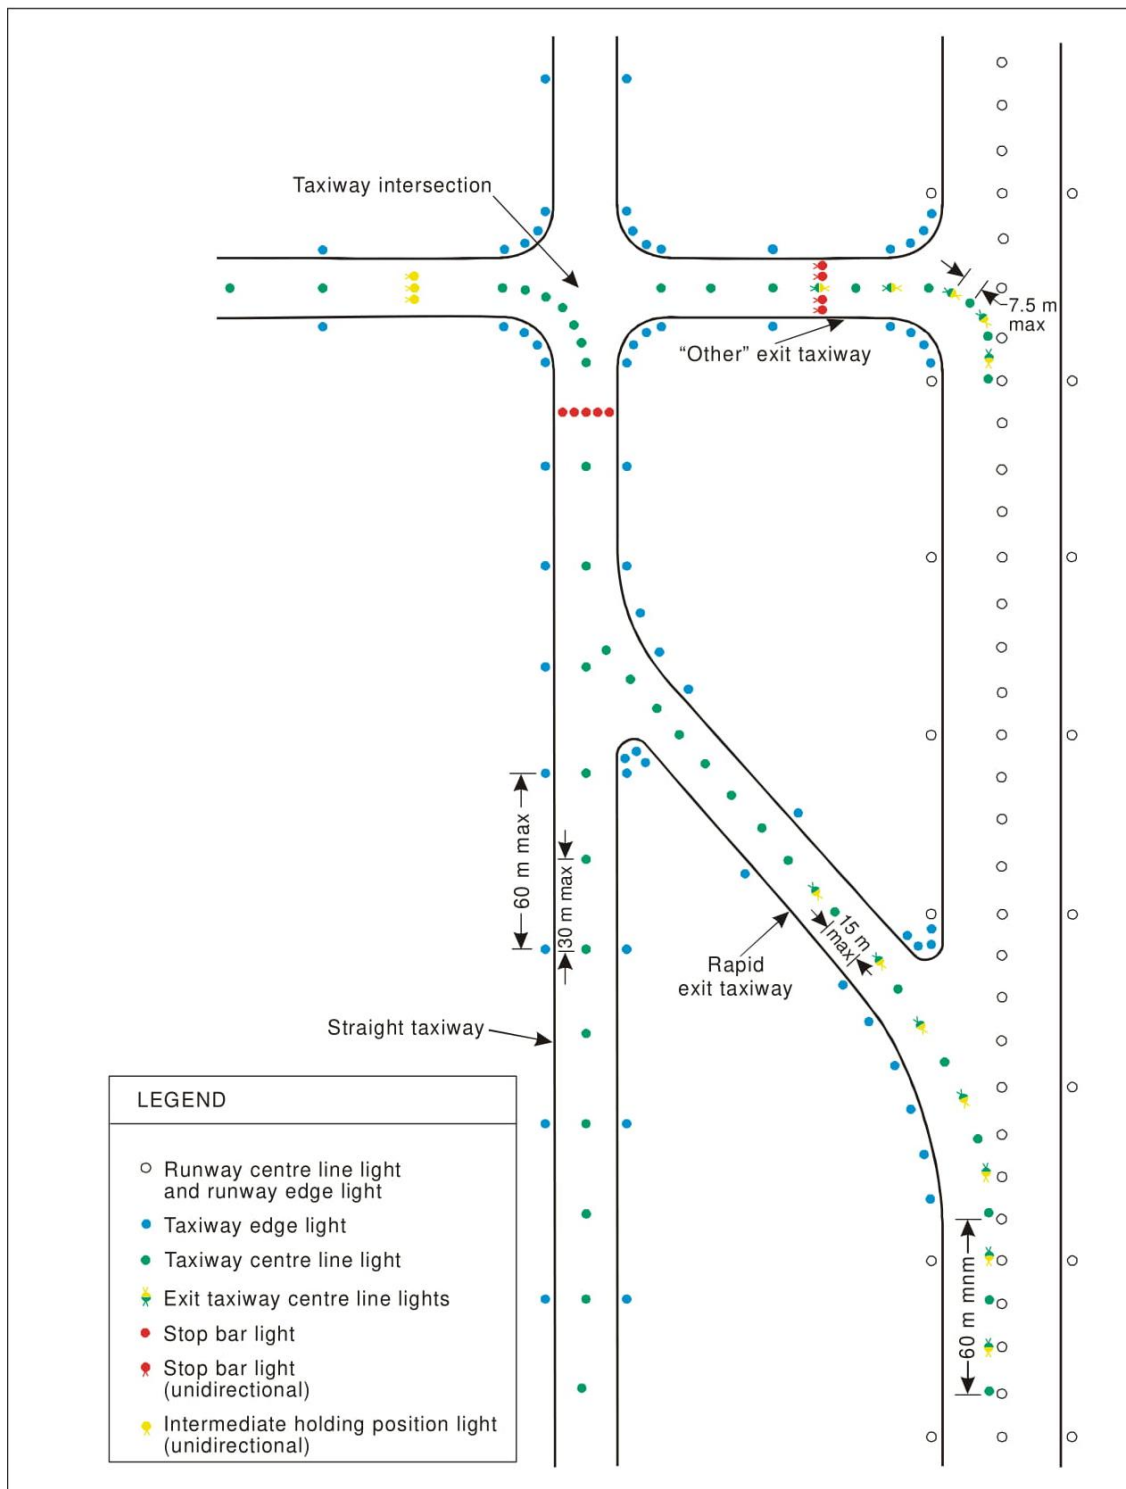 Taxiway intersection
7.5 m
max
“Other” exit taxiway
60 m max
30 m max
15 m
max
Rapid
exit taxiway
Straight taxiway
60 m mnm
LEGEND
Runway centre line light
and runway edge light
Taxiway edge light
Taxiway centre line light
Exit taxiway centre line lights
Stop bar light
Stop bar light
(unidirectional)
Intermediate holding position light
(unidirectional)